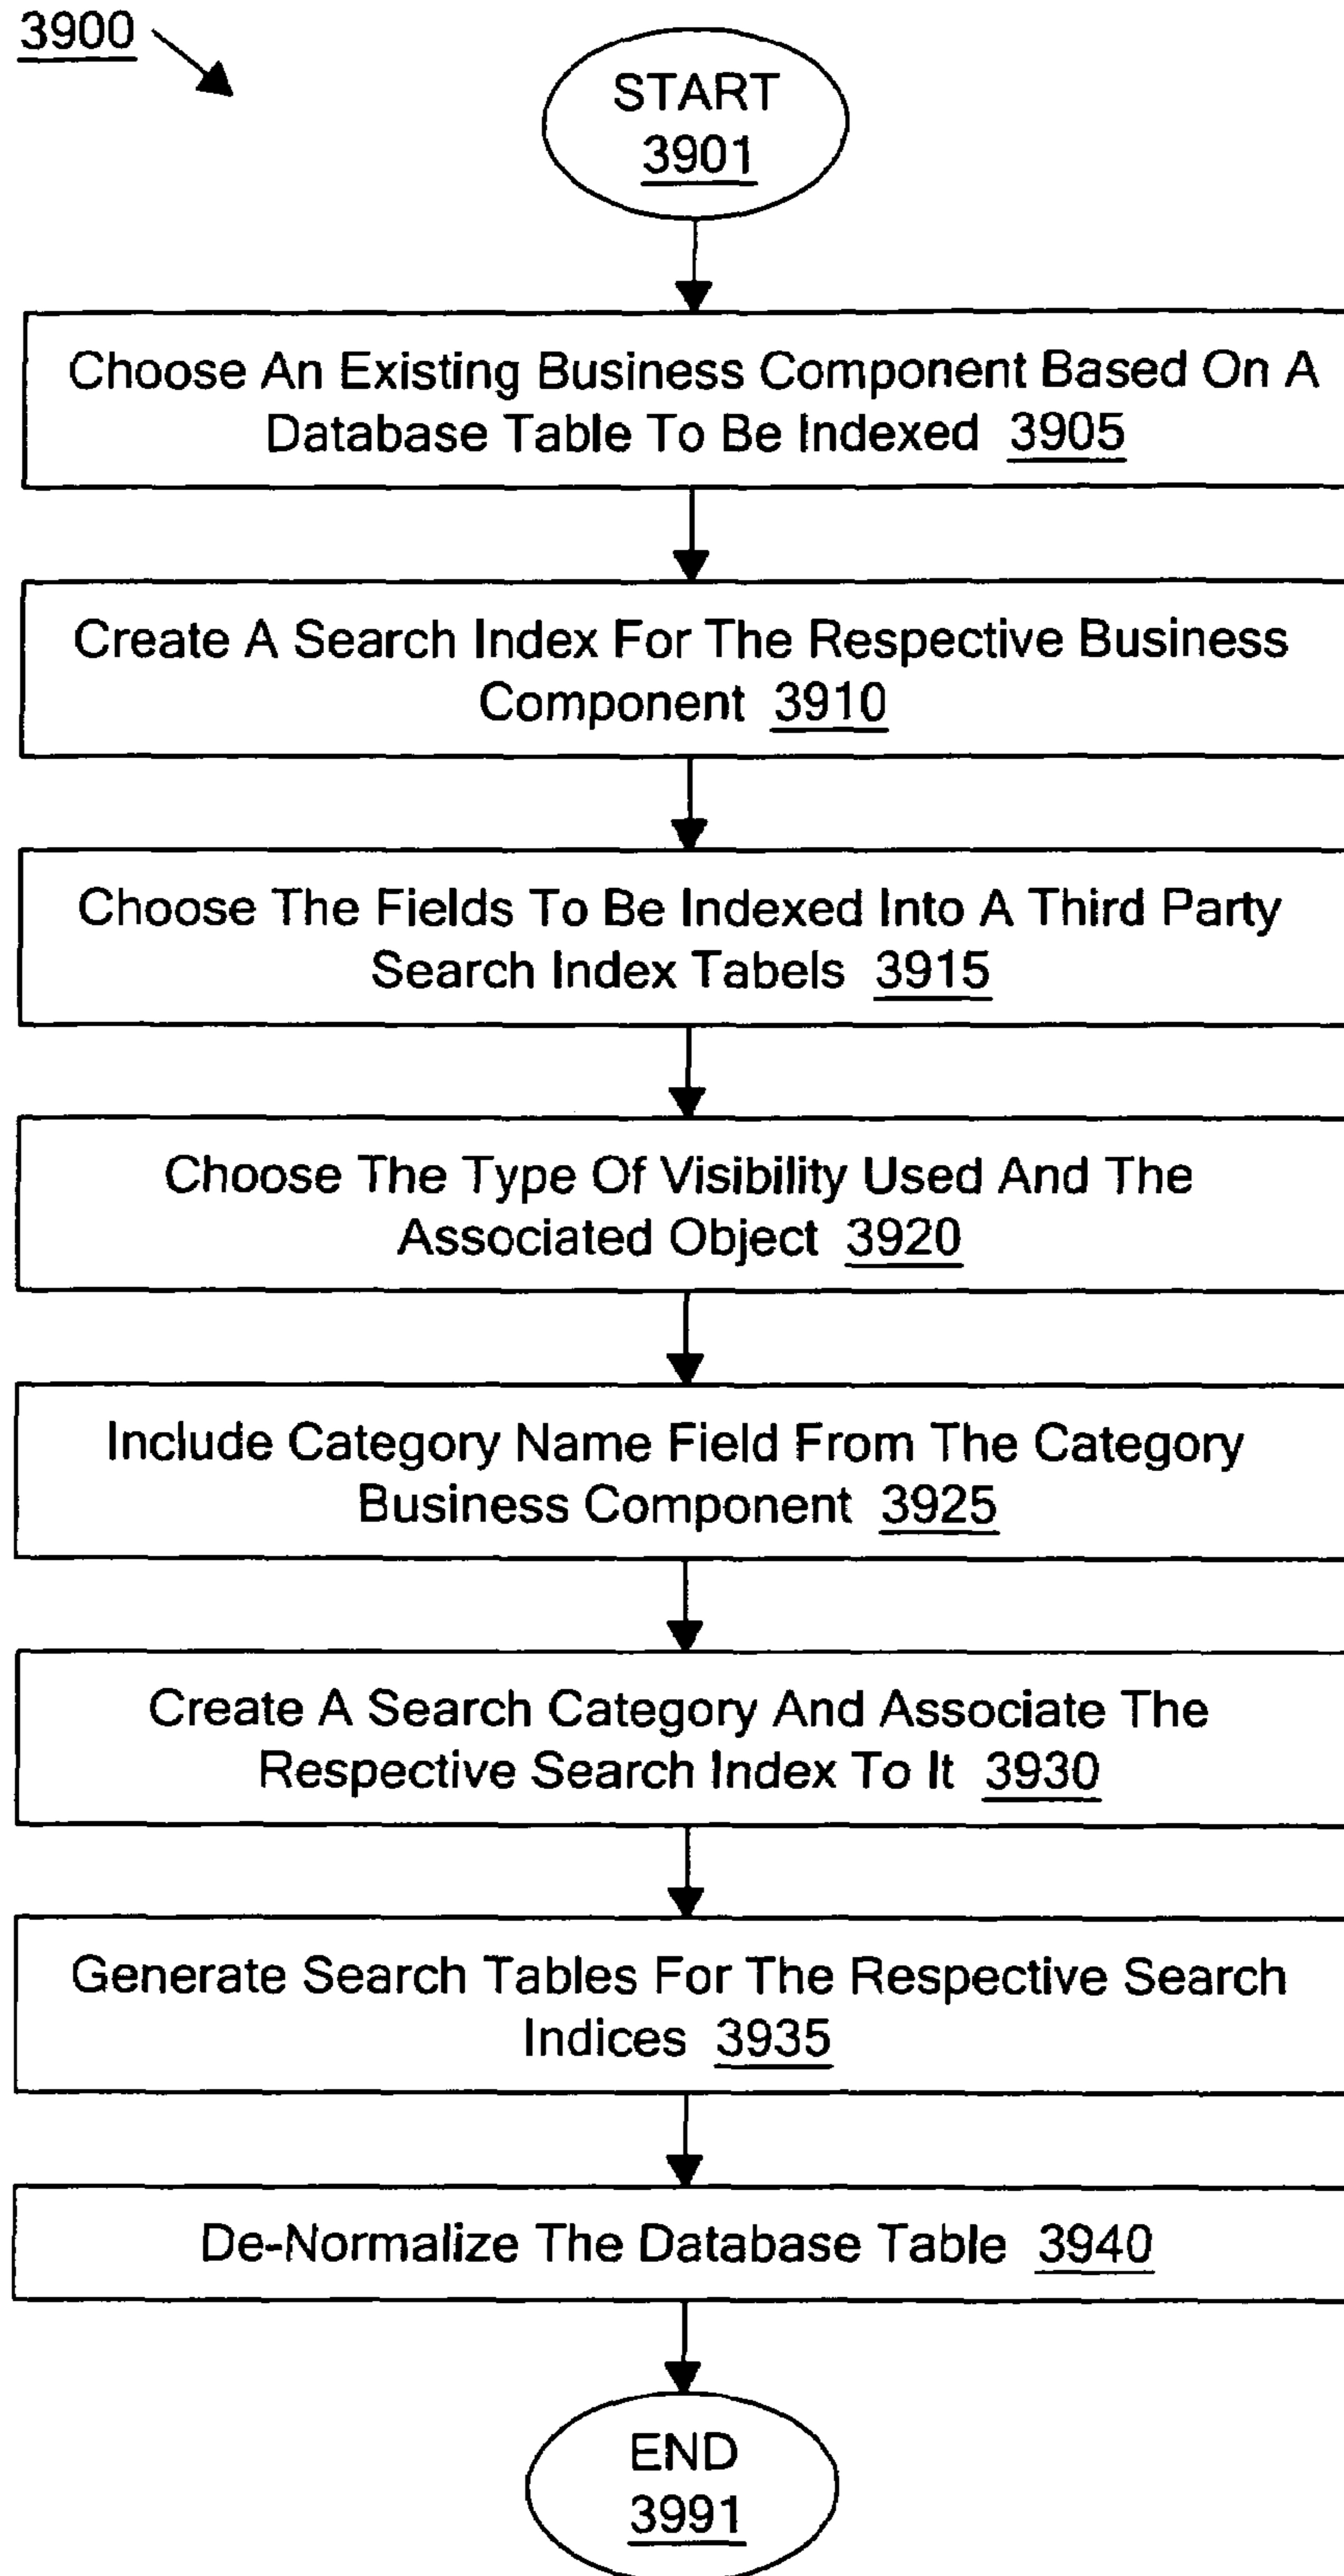 3900
START
3901
Choose An Existing Business Component Based On A
Database Table To Be Indexed 3905
Create A Search Index For The Respective Business
Component 3910
Choose The Fields To Be Indexed Into A Third Party
Search Index Tabels 3915
Choose The Type Of Visibility Used And The
Associated Object 3920
Include Category Name Field From The Category
Business Component 3925
Create A Search Category And Associate The
Respective Search Index To It 3930
Generate Search Tables For The Respective Search
Indices 3935
De-Normalize The Database Table 3940
END
3991